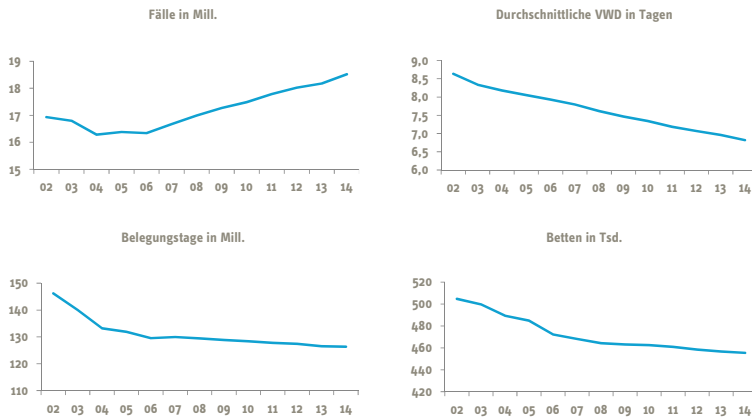 Fälle in Mill.
19
18
17
16
15
02 03 04 05 06 07 08 09 10 11 12 13 14
Durchschnittliche VWD in Tagen
9,0
8,5
8,0
7,5
7,0
6,5
6,0
02 03 04 05 06 07 08 09 10 11 12 13 14
Belegungstage in Mill.
150
140
130
120
110
02 03 04 05 06 07 08 09 10 11 12 13 14
Betten in Tsd.
520
500
480
460
440
420
02 03 04 05 06 07 08 09 10 11 12 13 14